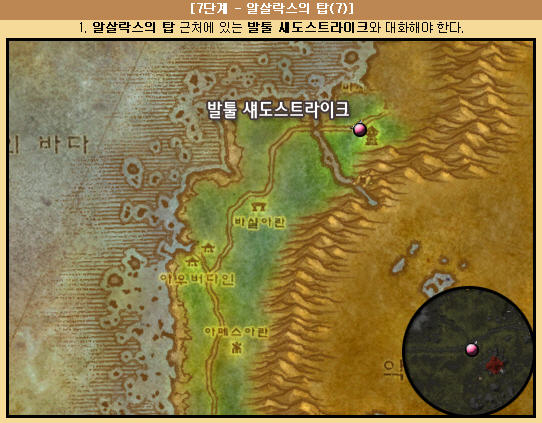 [7단계 - 알살락스의 탑(7)]
1. 알살락스의 탑 근처에 있는 발툴 섀도스트라이크와 대화해야 한다.
발툴 섀도스트라이크
바다
바실아란
아우버다인
아메스아란